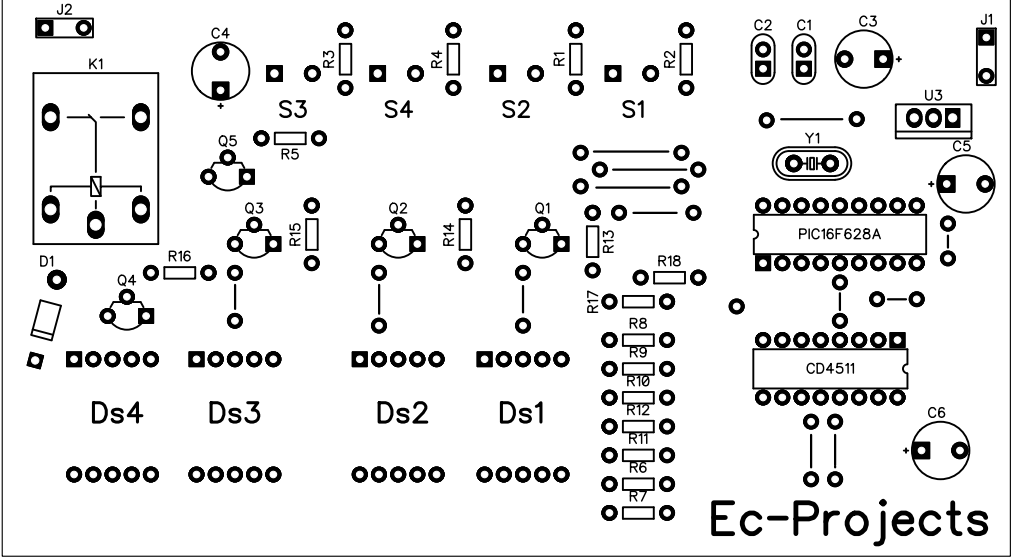 J2
C4
R3
R4
R1
R2
C2
C1
C3
J1
K1
S3
S4
S2
S1
U3
Q5
R5
Y1
C5
Q3
R15
Q2
R14
Q1
R13
PIC16F628A
D1
R16
R18
Q4
R17
R8
R9
CD4511
R10
Ds4
Ds3
Ds2
Ds1
R12
C6
R11
R6
R7
Ec-Projects